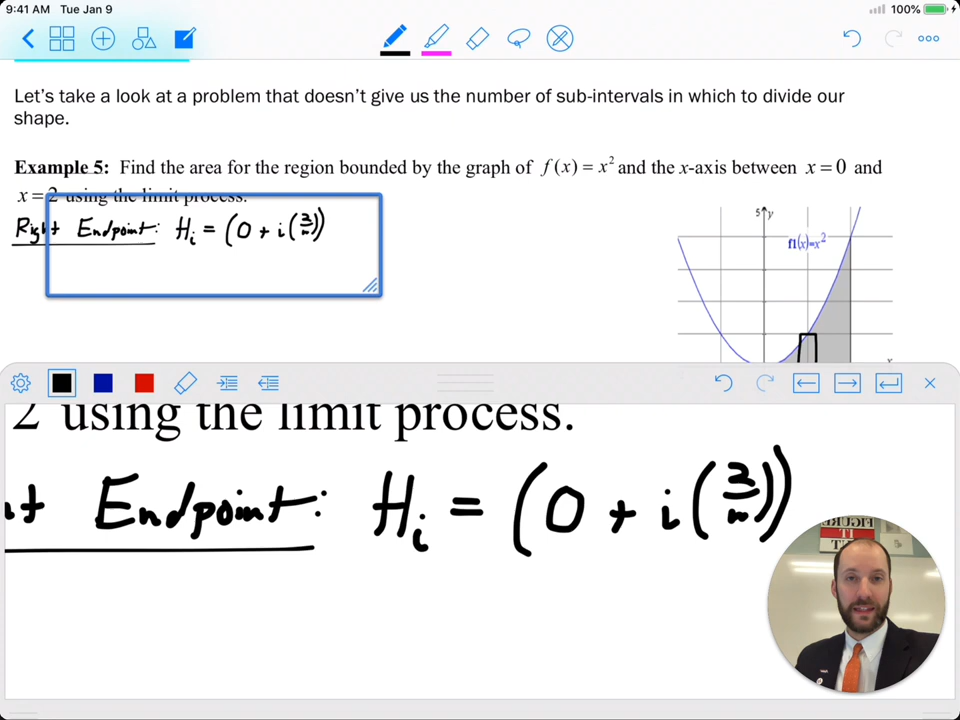 9:41 AM Tue Jan 9
100%
Let's take a look at a problem that doesn't give us the number of sub-intervals in which to divide our
shape.
Example 5: Find the area for the region bounded by the graph of f(x) = x² and the x-axis between x = 0 and
x = 2 using the limit process.
Right Endpoint: Hi = (0 + i(2/n))
5 y
f1(x)=x²
x
2 using the limit process.
nt Endpoint: Hi = (0 + i(2/n))
FIGURE
IT